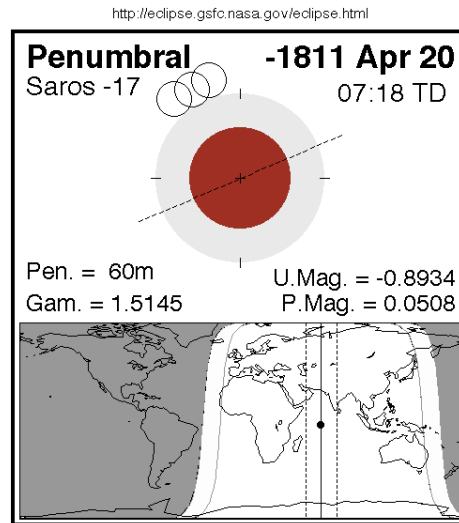 http://eclipse.gsfc.nasa.gov/eclipse.html
Penumbral -1811 Apr 20
Saros -17 07:18 TD
Pen. = 60m U.Mag. = -0.8934
Gam. = 1.5145 P.Mag. = 0.0508